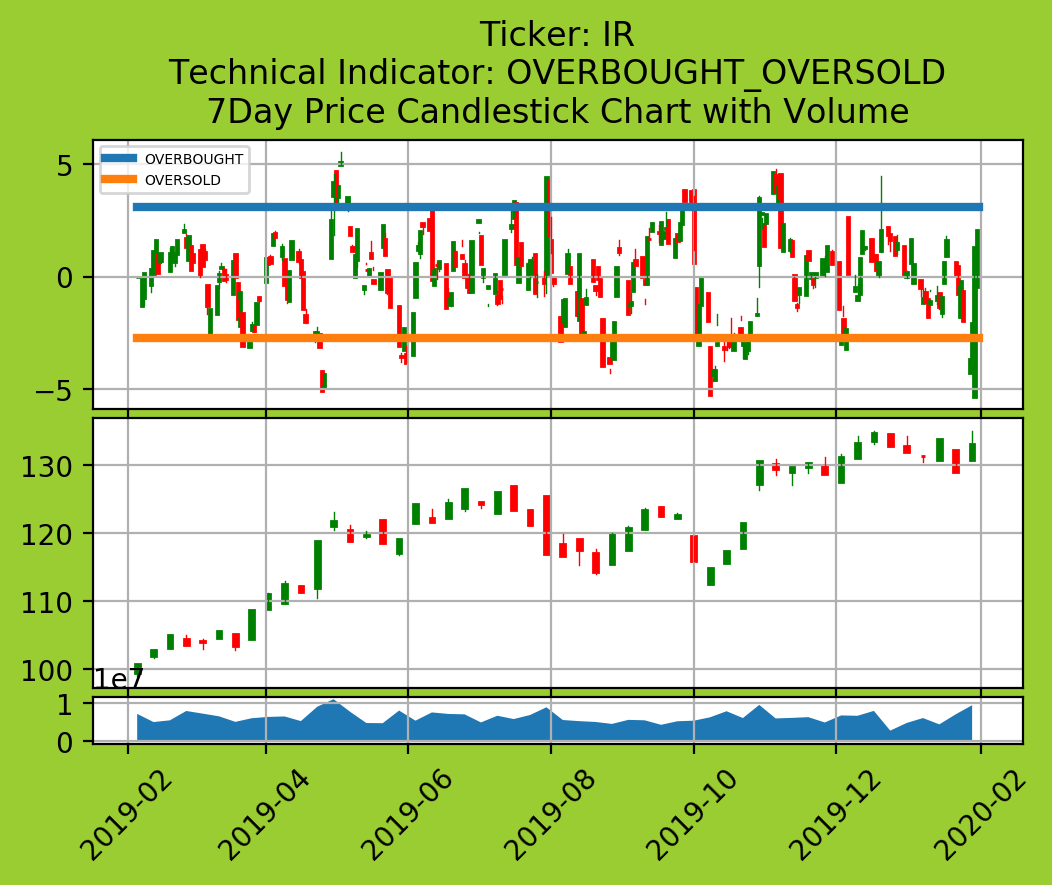 Ticker: IR
Technical Indicator: OVERBOUGHT_OVERSOLD
7Day Price Candlestick Chart with Volume
OVERBOUGHT
OVERSOLD
5
0
−5
130
120
110
100
1e7
1
0
2019-02
2019-04
2019-06
2019-08
2019-10
2019-12
2020-02